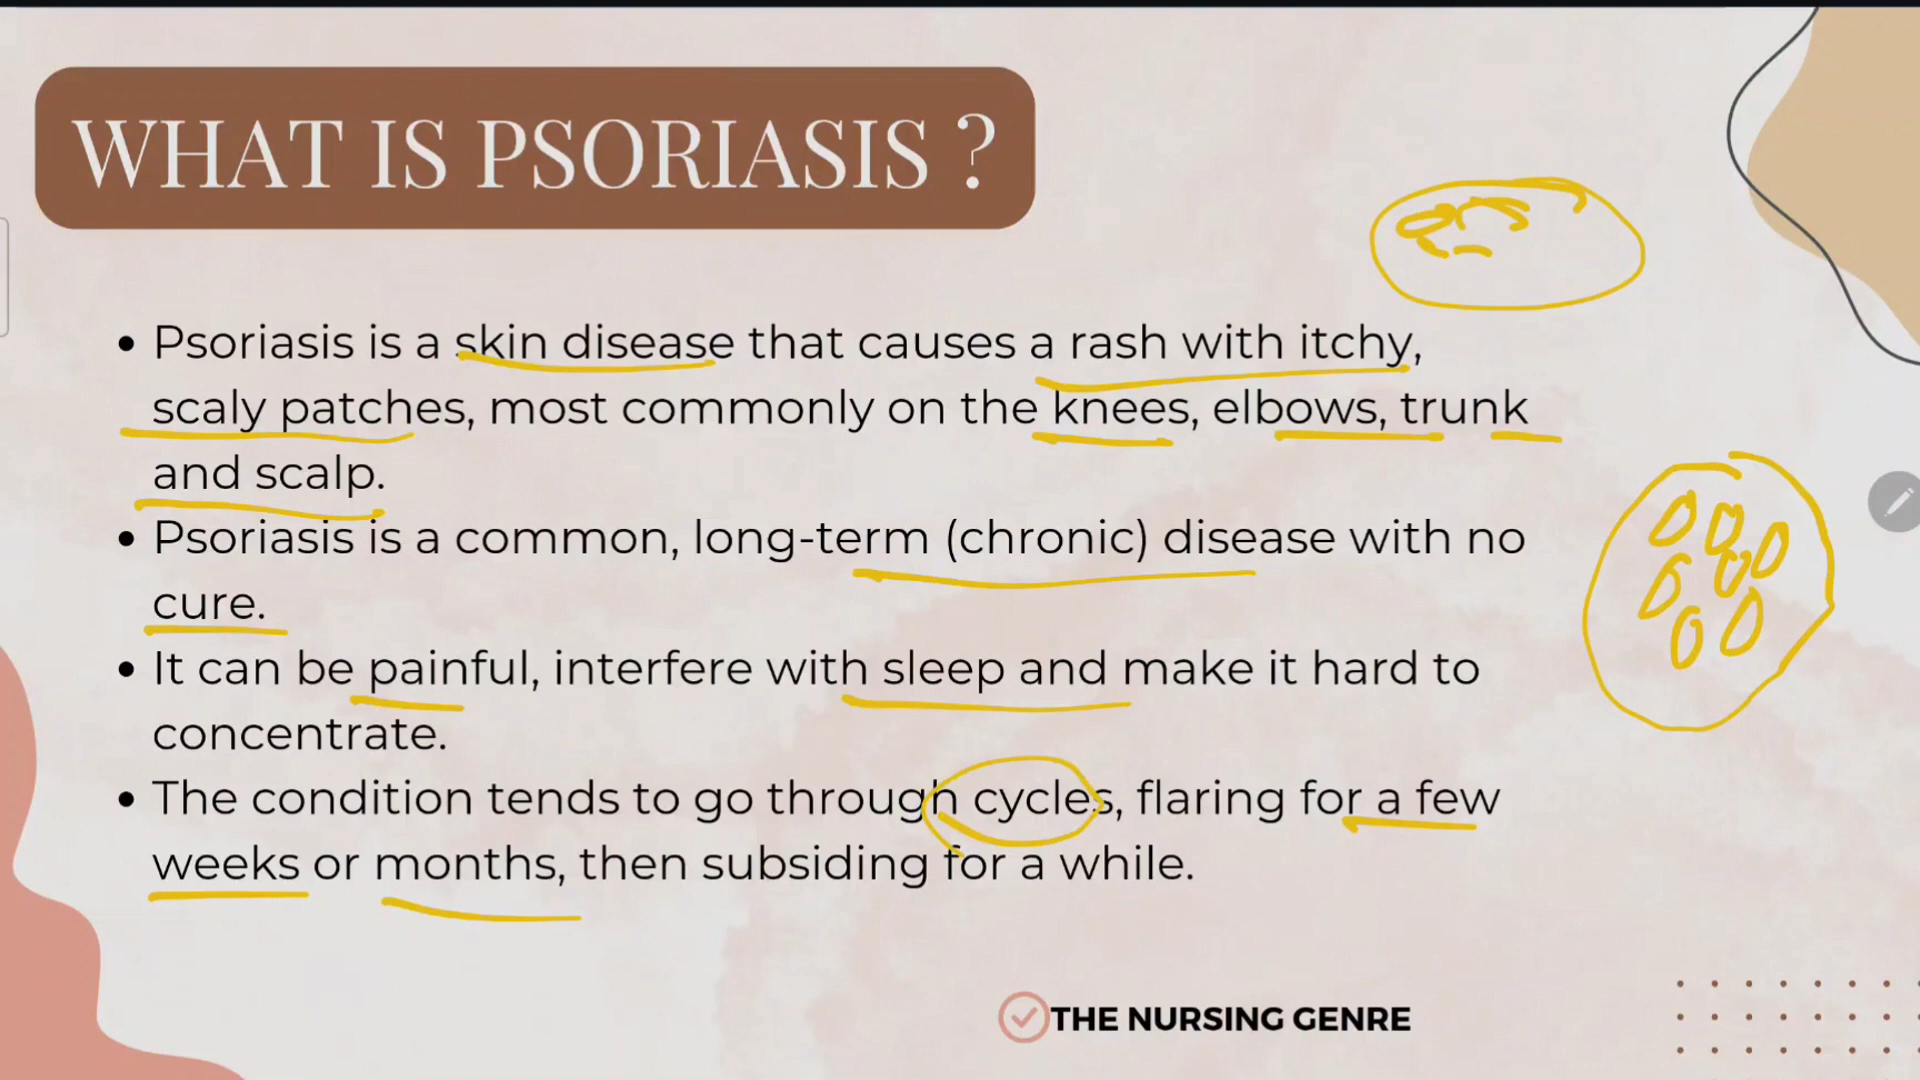 WHAT IS PSORIASIS ?
• Psoriasis is a skin disease that causes a rash with itchy,
scaly patches, most commonly on the knees, elbows, trunk
and scalp.
• Psoriasis is a common, long-term (chronic) disease with no
cure.
• It can be painful, interfere with sleep and make it hard to
concentrate.
• The condition tends to go through cycles, flaring for a few
weeks or months, then subsiding for a while.
THE NURSING GENRE